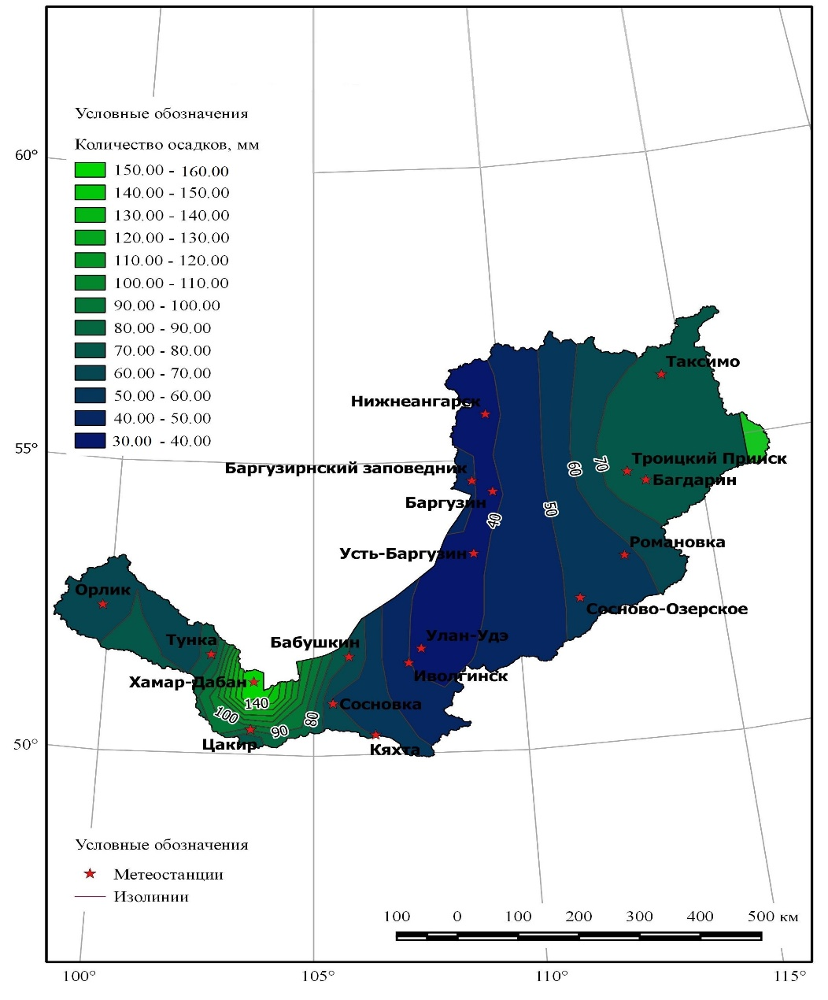 Условные обозначения
Количество осадков, мм
60°
150.00 - 160.00
140.00 - 150.00
130.00 - 140.00
120.00 - 130.00
110.00 - 120.00
100.00 - 110.00
90.00 - 100.00
80.00 - 90.00
70.00 - 80.00
60.00 - 70.00
50.00 - 60.00
40.00 - 50.00
30.00 - 40.00
Таксимо
Нижнеангарск
55°
Троицкий Прииск
Баргузирнский заповедник
60
70
Багдарин
Баргузин
40
50
Романовка
Усть-Баргузин
Орлик
Сосново-Озерское
Тунка
Бабушкин
Улан-Удэ
Хамар-Дабан
Иволгинск
140
Сосновка
100
80
90
50°
Цакир
Кяхта
Условные обозначения
Метеостанции
Изолинии
100 0 100 200 300 400 500 км
100° 105° 110° 115°